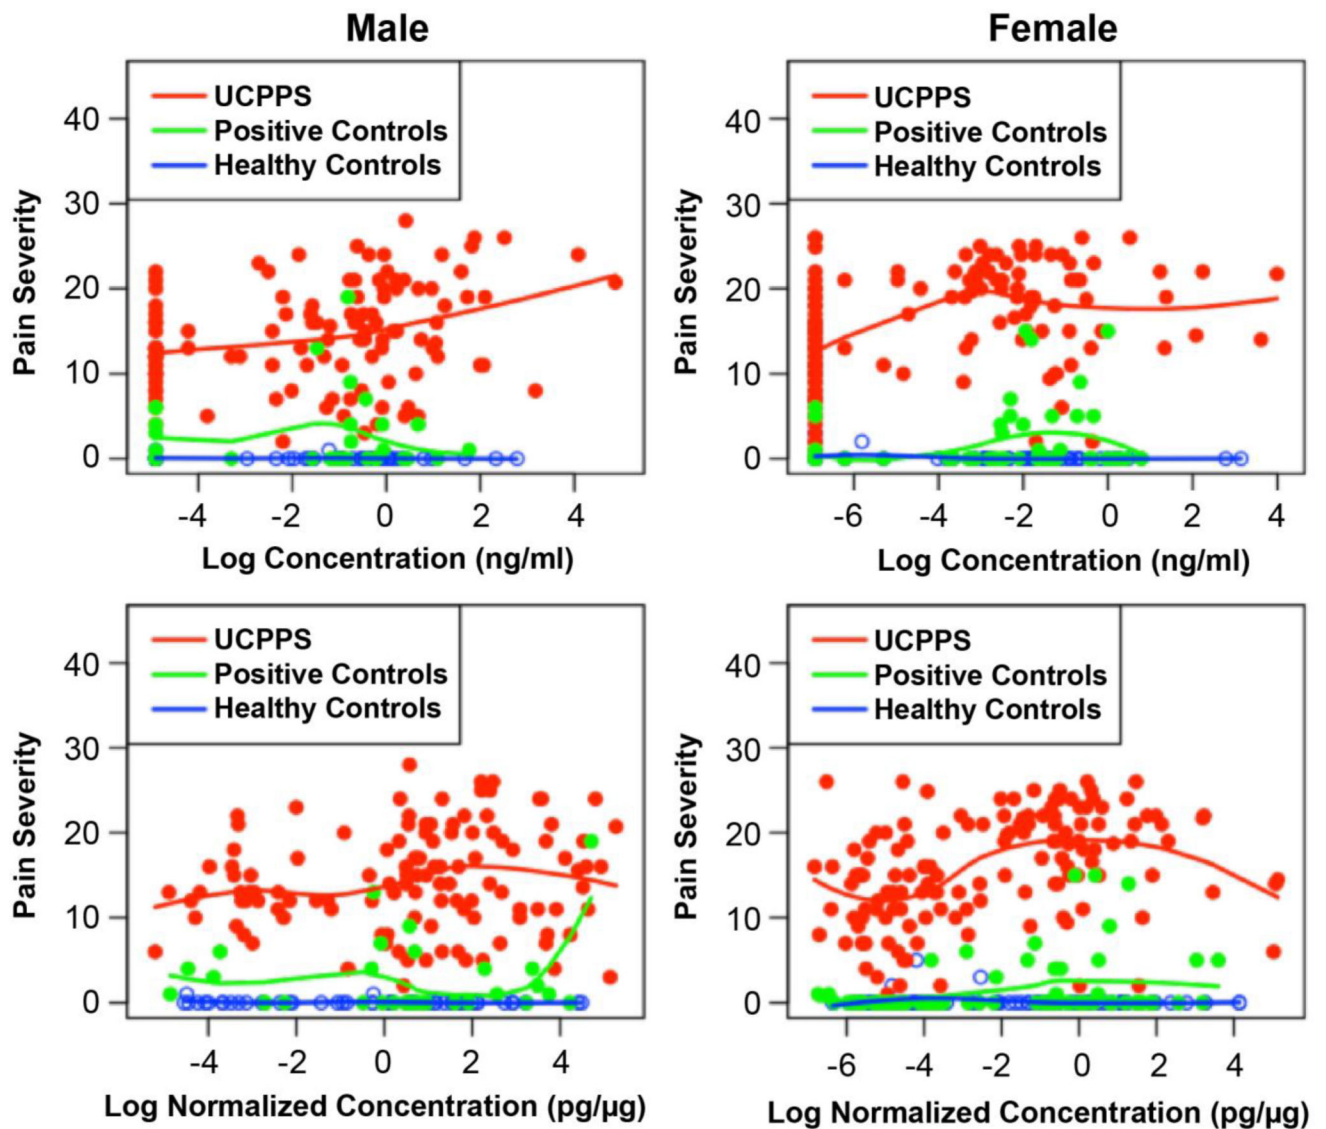 Male
Female
UCPPS
Positive Controls
Healthy Controls
Pain Severity
40
30
20
10
0
-4 -2 0 2 4
Log Concentration (ng/ml)
UCPPS
Positive Controls
Healthy Controls
Pain Severity
40
30
20
10
0
-6 -4 -2 0 2 4
Log Concentration (ng/ml)
UCPPS
Positive Controls
Healthy Controls
Pain Severity
40
30
20
10
0
-4 -2 0 2 4
Log Normalized Concentration (pg/µg)
UCPPS
Positive Controls
Healthy Controls
Pain Severity
40
30
20
10
0
-6 -4 -2 0 2 4
Log Normalized Concentration (pg/µg)